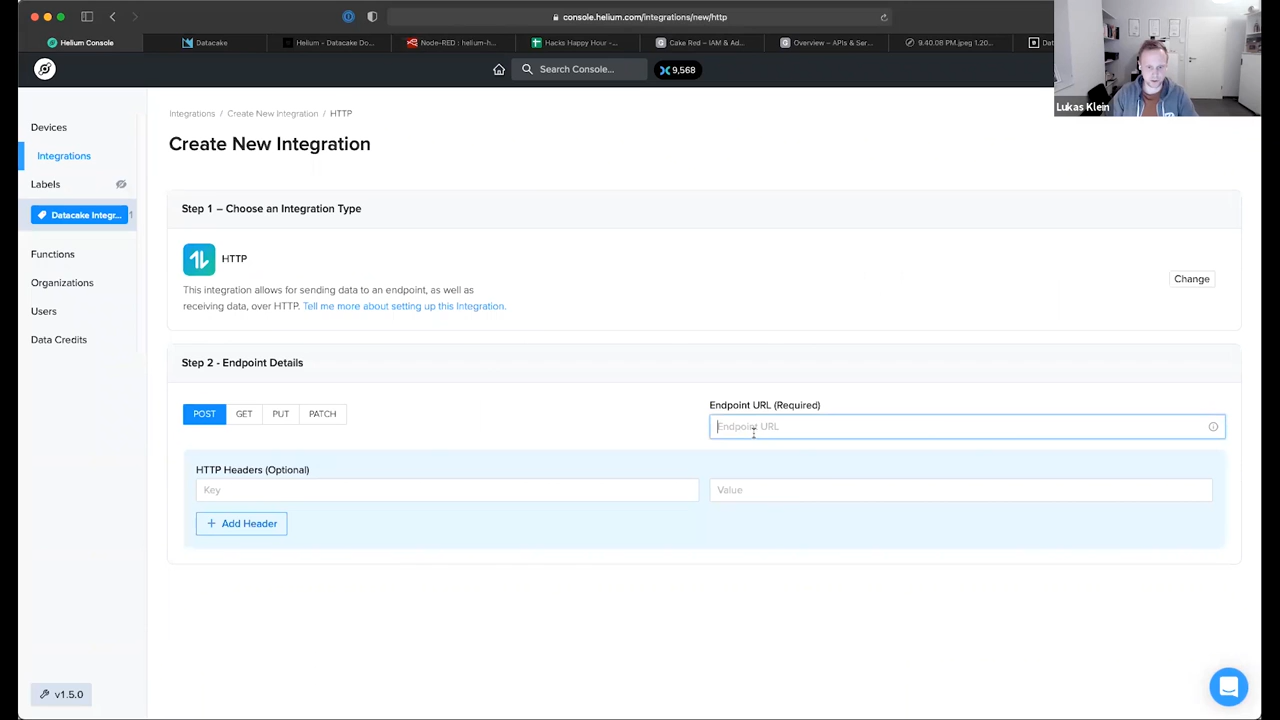 console.helium.com/integrations/new/http
Helium Console
Datacake
Helium - Datacake Do...
Node-RED : helium-h...
Hacks Happy Hour -...
Cake Red – IAM & Ad...
Overview – APIs & Ser...
9.40.08 PM.jpeg 1,20...
Dat
Search Console...
9,568
Lukas Klein
Devices
Integrations
Labels
Datacake Integr...
1
Functions
Organizations
Users
Data Credits
v1.5.0
Integrations / Create New Integration / HTTP
Create New Integration
Step 1 – Choose an Integration Type
HTTP
This integration allows for sending data to an endpoint, as well as
receiving data, over HTTP. Tell me more about setting up this Integration.
Change
Step 2 - Endpoint Details
POST GET PUT PATCH
Endpoint URL (Required)
Endpoint URL
HTTP Headers (Optional)
Key
Value
+ Add Header